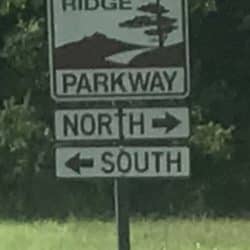 RIDGE
PARKWAY
NORTH →
← SOUTH